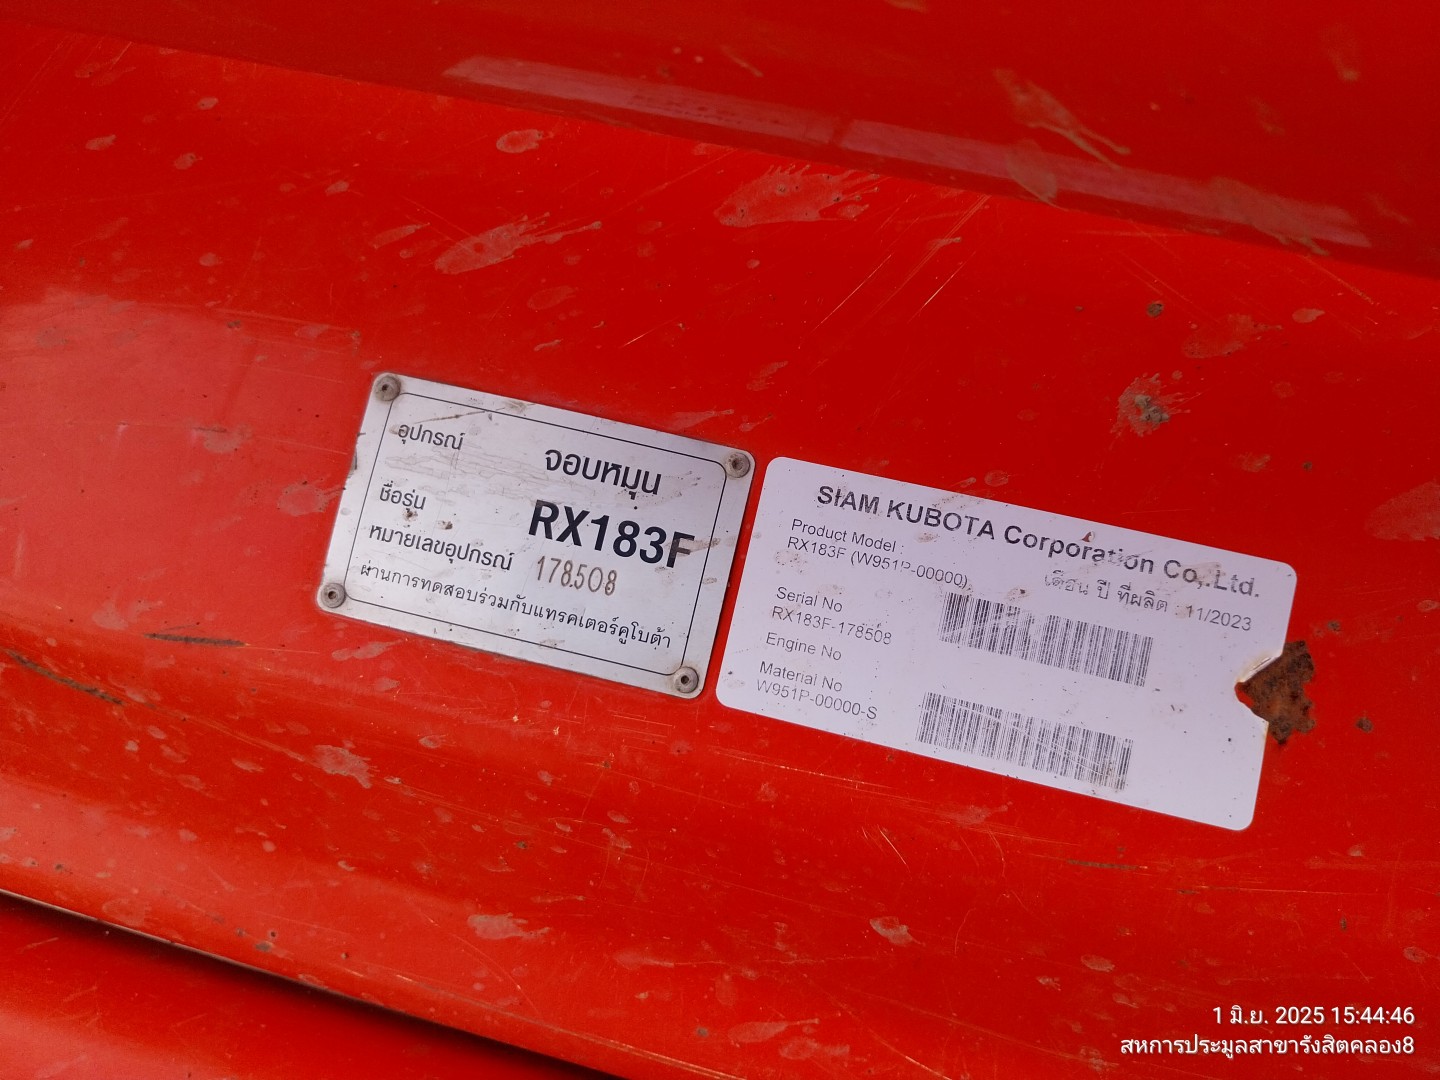 อุปกรณ์ จอบหมุน
ชื่อรุ่น RX183F
หมายเลขอุปกรณ์ 178508
ผ่านการทดสอบร่วมกับแทรคเตอร์คูโบต้า
SIAM KUBOTA Corporation Co,.Ltd.
Product Model :
RX183F (W951P-00000)
เดือน ปี ที่ผลิต : 11/2023
Serial No
RX183F-178508
Engine No
Material No
W951P-00000-S
1 มิ.ย. 2025 15:44:46
สหการประมูลสาขารังสิตคลอง8